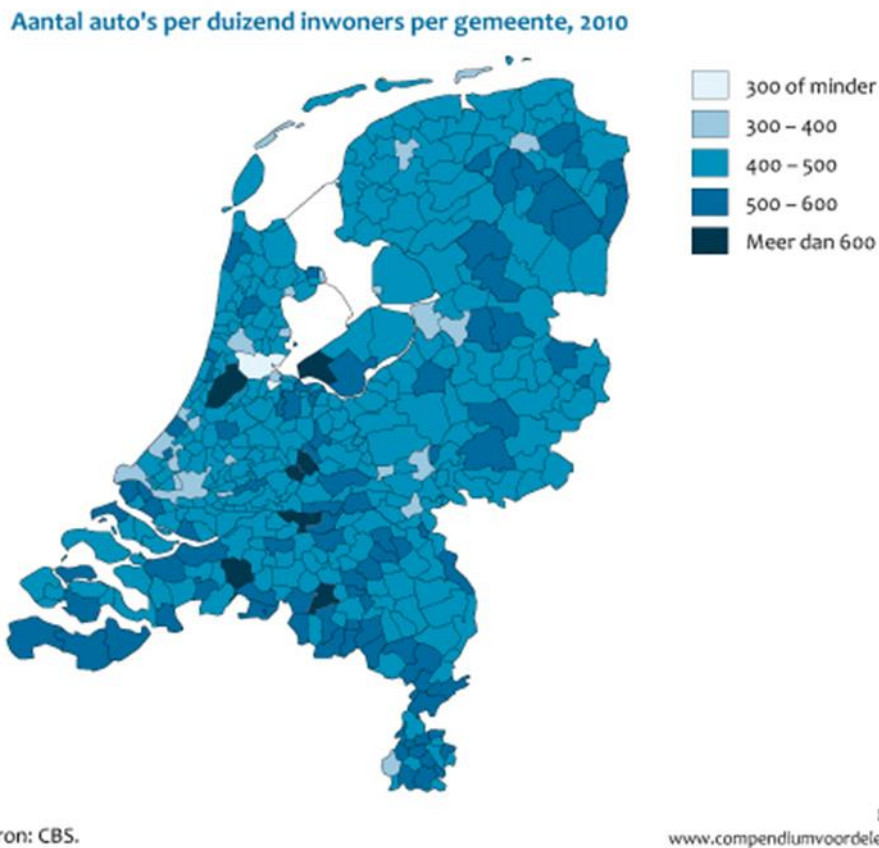 Aantal auto's per duizend inwoners per gemeente, 2010
300 of minder
300 – 400
400 – 500
500 – 600
Meer dan 600
ron: CBS.
www.compendiumvoordele